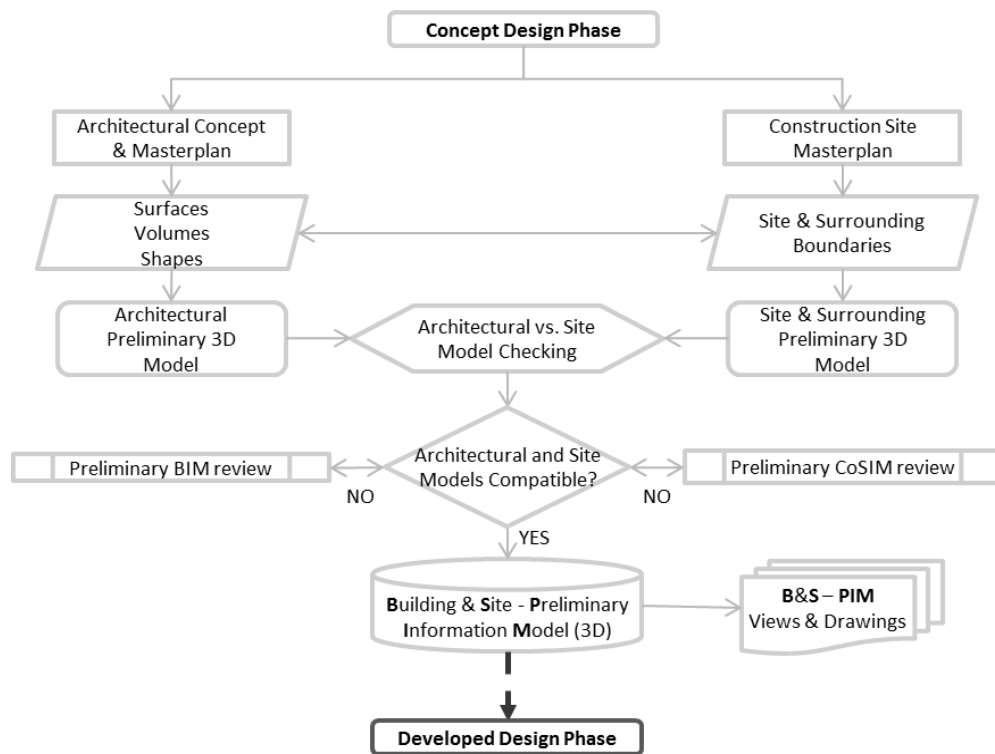 Concept Design Phase
Architectural Concept
& Masterplan
Construction Site
Masterplan
Surfaces
Volumes
Shapes
Site & Surrounding
Boundaries
Architectural
Preliminary 3D
Model
Architectural vs. Site
Model Checking
Site & Surrounding
Preliminary 3D
Model
Preliminary BIM review
Architectural and Site
Models Compatible?
Preliminary CoSIM review
NO
NO
YES
Building & Site - Preliminary
Information Model (3D)
B&S – PIM
Views & Drawings
Developed Design Phase